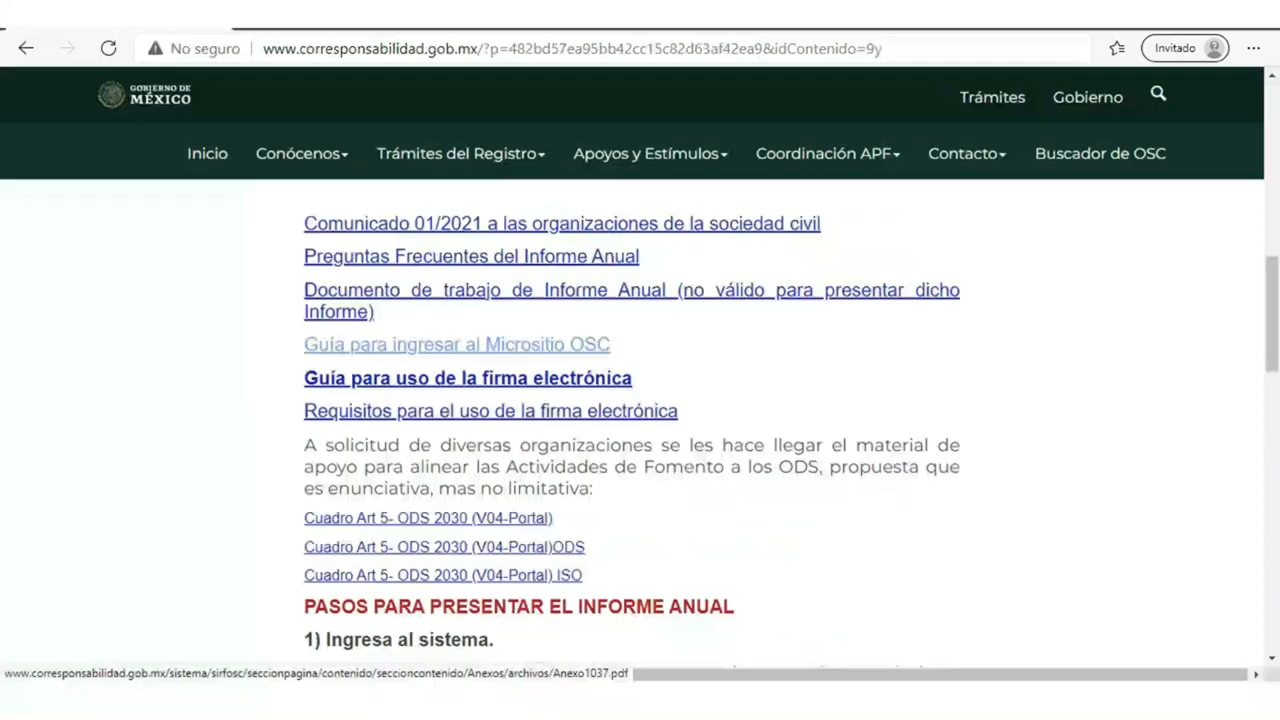 No seguro
www.corresponsabilidad.gob.mx/?p=482bd57ea95bb42cc15c82d63af42ea9&idContenido=9y
Invitado
GOBIERNO DE
MÉXICO
Trámites
Gobierno
Inicio
Conócenos
Trámites del Registro
Apoyos y Estímulos
Coordinación APF
Contacto
Buscador de OSC
Comunicado 01/2021 a las organizaciones de la sociedad civil
Preguntas Frecuentes del Informe Anual
Documento de trabajo de Informe Anual (no válido para presentar dicho
Informe)
Guía para ingresar al Micrositio OSC
Guía para uso de la firma electrónica
Requisitos para el uso de la firma electrónica
A solicitud de diversas organizaciones se les hace llegar el material de
apoyo para alinear las Actividades de Fomento a los ODS, propuesta que
es enunciativa, mas no limitativa:
Cuadro Art 5- ODS 2030 (V04-Portal)
Cuadro Art 5- ODS 2030 (V04-Portal)ODS
Cuadro Art 5- ODS 2030 (V04-Portal) ISO
PASOS PARA PRESENTAR EL INFORME ANUAL
1) Ingresa al sistema.
www.corresponsabilidad.gob.mx/sistema/sirfosc/seccionpagina/contenido/seccioncontenido/Anexos/archivos/Anexo1037.pdf